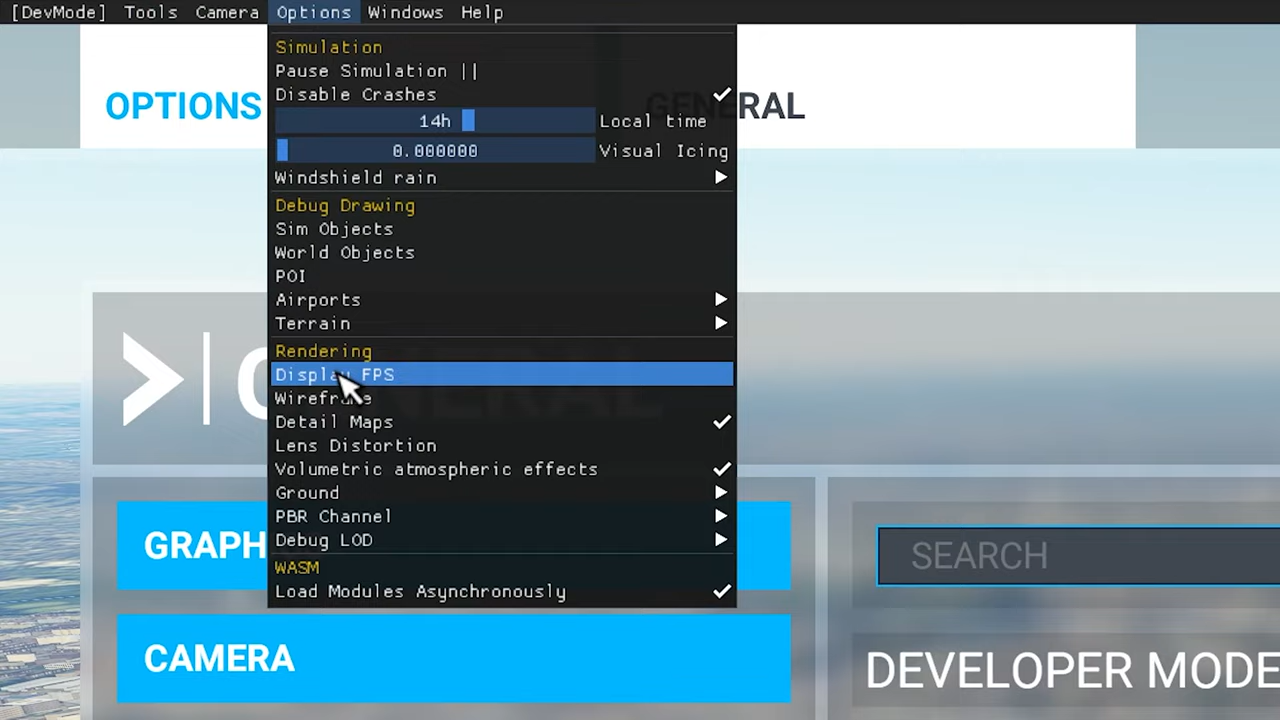 [DevMode] Tools Camera Options Windows Help
Simulation
Pause Simulation ||
Disable Crashes
14h Local time
0.000000 Visual Icing
Windshield rain
Debug Drawing
Sim Objects
World Objects
POI
Airports
Terrain
Rendering
Display FPS
Wireframe
Detail Maps
Lens Distortion
Volumetric atmospheric effects
Ground
PBR Channel
Debug LOD
WASM
Load Modules Asynchronously
OPTIONS
GENERAL
GENERAL
GRAPH
CAMERA
SEARCH
DEVELOPER MODE